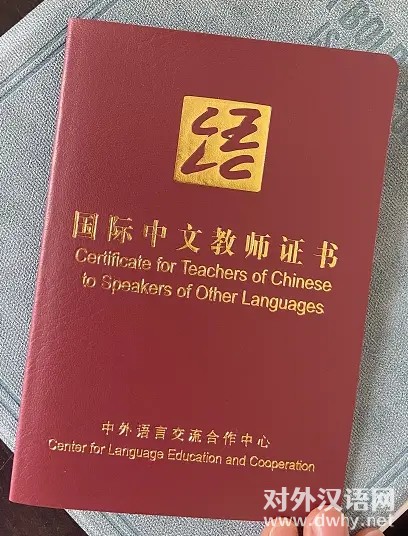 国际中文教师证书
Certificate for Teachers of Chinese
to Speakers of Other Languages
中外语言交流合作中心
Center for Language Education and Cooperation
对外汉语网
www.dwhy.net